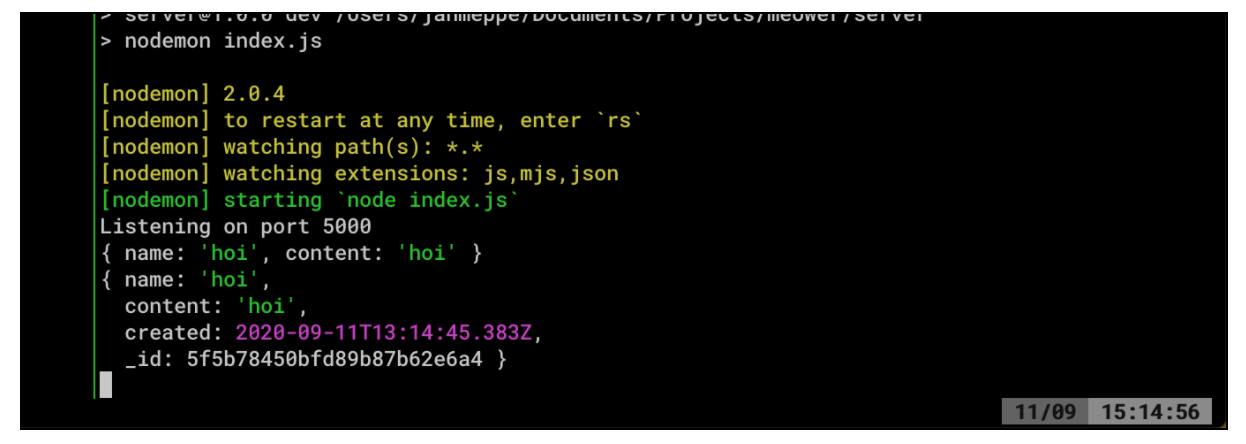 > server@1.0.0 dev /Users/janmeppe/Documents/Projects/meower/server
> nodemon index.js
[nodemon] 2.0.4
[nodemon] to restart at any time, enter `rs`
[nodemon] watching path(s): *.*
[nodemon] watching extensions: js,mjs,json
[nodemon] starting `node index.js`
Listening on port 5000
{ name: 'hoi', content: 'hoi' }
{ name: 'hoi',
  content: 'hoi',
  created: 2020-09-11T13:14:45.383Z,
  _id: 5f5b78450bfd89b87b62e6a4 }
11/09 15:14:56